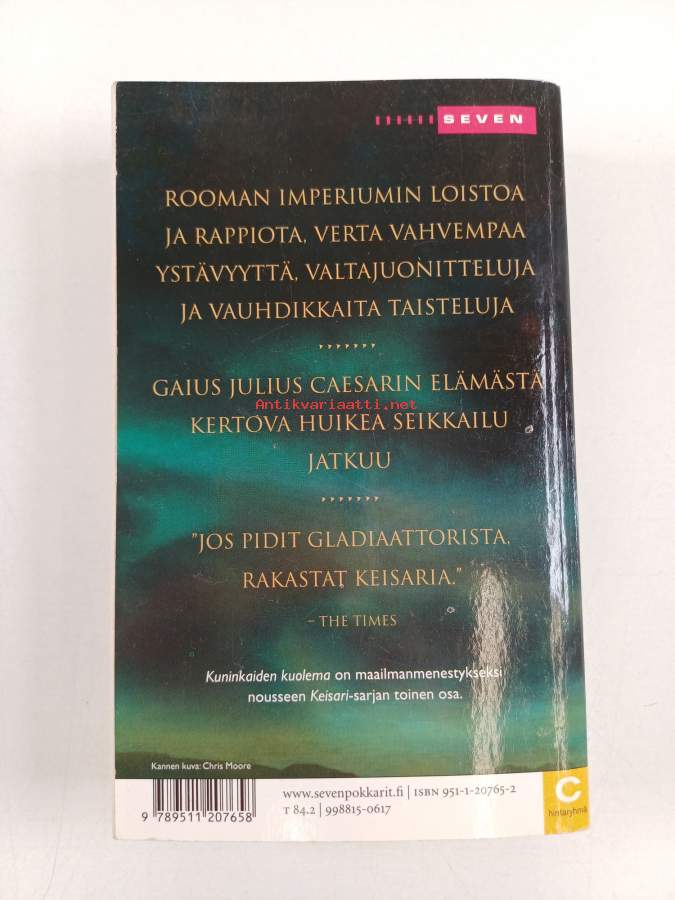 SEVEN
ROOMAN IMPERIUMIN LOISTOA
JA RAPPIOTA, VERTA VAHVEMPAA
YSTÄVYYTTÄ, VALTAJUONITTELUJA
JA VAUHDIKKAITA TAISTELUJA
GAIUS JULIUS CAESARIN ELÄMÄSTÄ
Antikvariaatti.net
KERTOVA HUIKEA SEIKKAILU
JATKUU
"JOS PIDIT GLADIAATTORISTA,
RAKASTAT KEISARIA."
– THE TIMES
Kuninkaiden kuolema on maailmanmenestykseksi
nousseen Keisari-sarjan toinen osa.
Kannen kuva: Chris Moore
www.sevenpokkarit.fi | ISBN 951-1-20765-2
T 84.2 | 998815-0617
9 789511 207658
C
hintaryhmä